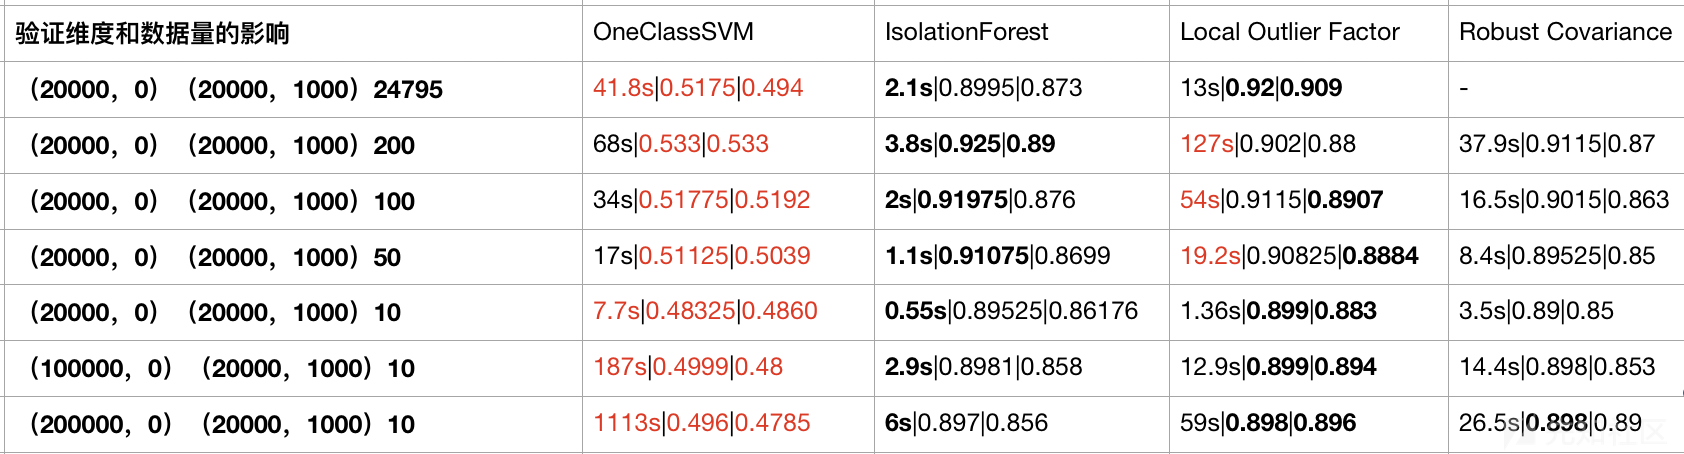 验证维度和数据量的影响 OneClassSVM IsolationForest Local Outlier Factor Robust Covariance
（20000，0）（20000，1000）24795 41.8s|0.5175|0.494 2.1s|0.8995|0.873 13s|0.92|0.909 -
（20000，0）（20000，1000）200 68s|0.533|0.533 3.8s|0.925|0.89 127s|0.902|0.88 37.9s|0.9115|0.87
（20000，0）（20000，1000）100 34s|0.51775|0.5192 2s|0.91975|0.876 54s|0.9115|0.8907 16.5s|0.9015|0.863
（20000，0）（20000，1000）50 17s|0.51125|0.5039 1.1s|0.91075|0.8699 19.2s|0.90825|0.8884 8.4s|0.89525|0.85
（20000，0）（20000，1000）10 7.7s|0.48325|0.4860 0.55s|0.89525|0.86176 1.36s|0.899|0.883 3.5s|0.89|0.85
（100000，0）（20000，1000）10 187s|0.4999|0.48 2.9s|0.8981|0.858 12.9s|0.899|0.894 14.4s|0.898|0.853
（200000，0）（20000，1000）10 1113s|0.496|0.4785 6s|0.897|0.856 59s|0.898|0.896 26.5s|0.898|0.89